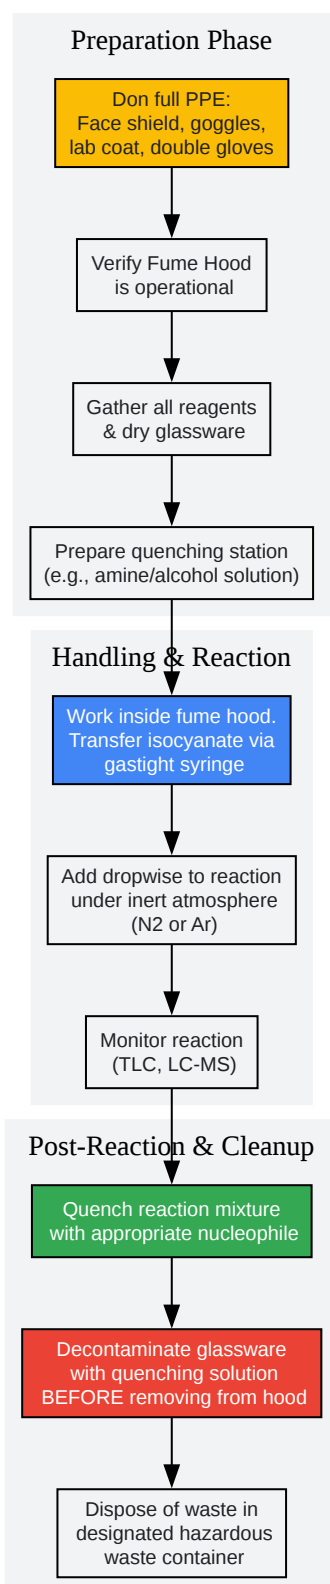 Preparation Phase
Don full PPE:
Face shield, goggles,
lab coat, double gloves
Verify Fume Hood
is operational
Gather all reagents
& dry glassware
Prepare quenching station
(e.g., amine/alcohol solution)
Handling & Reaction
Work inside fume hood.
Transfer isocyanate via
gastight syringe
Add dropwise to reaction
under inert atmosphere
(N2 or Ar)
Monitor reaction
(TLC, LC-MS)
Post-Reaction & Cleanup
Quench reaction mixture
with appropriate nucleophile
Decontaminate glassware
with quenching solution
BEFORE removing from hood
Dispose of waste in
designated hazardous
waste container